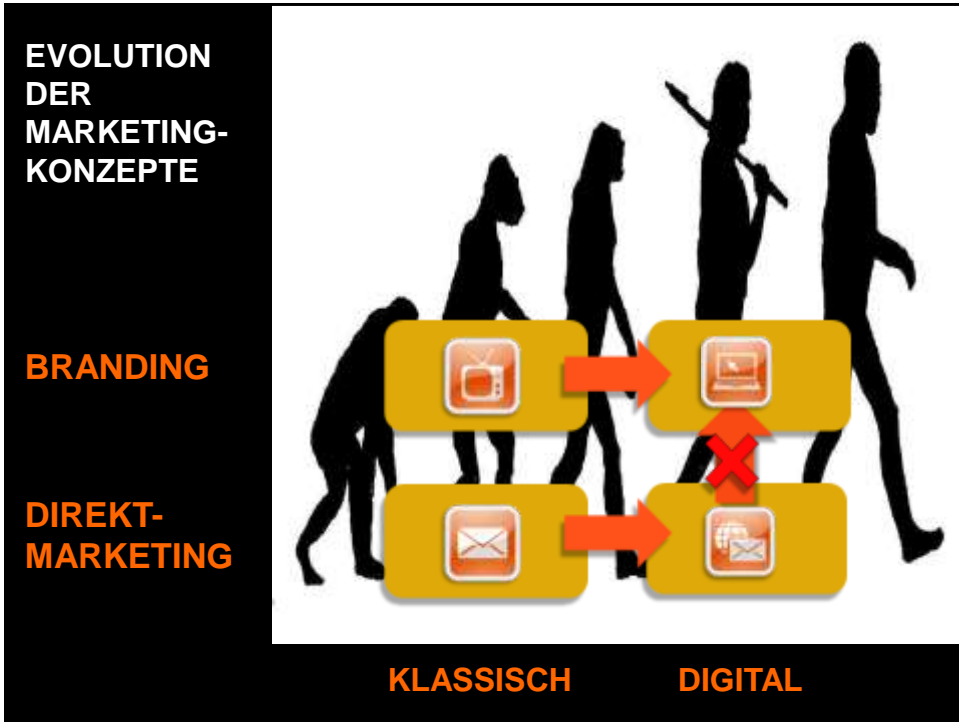 EVOLUTION
DER
MARKETING-
KONZEPTE
BRANDING
DIREKT-
MARKETING
KLASSISCH
DIGITAL